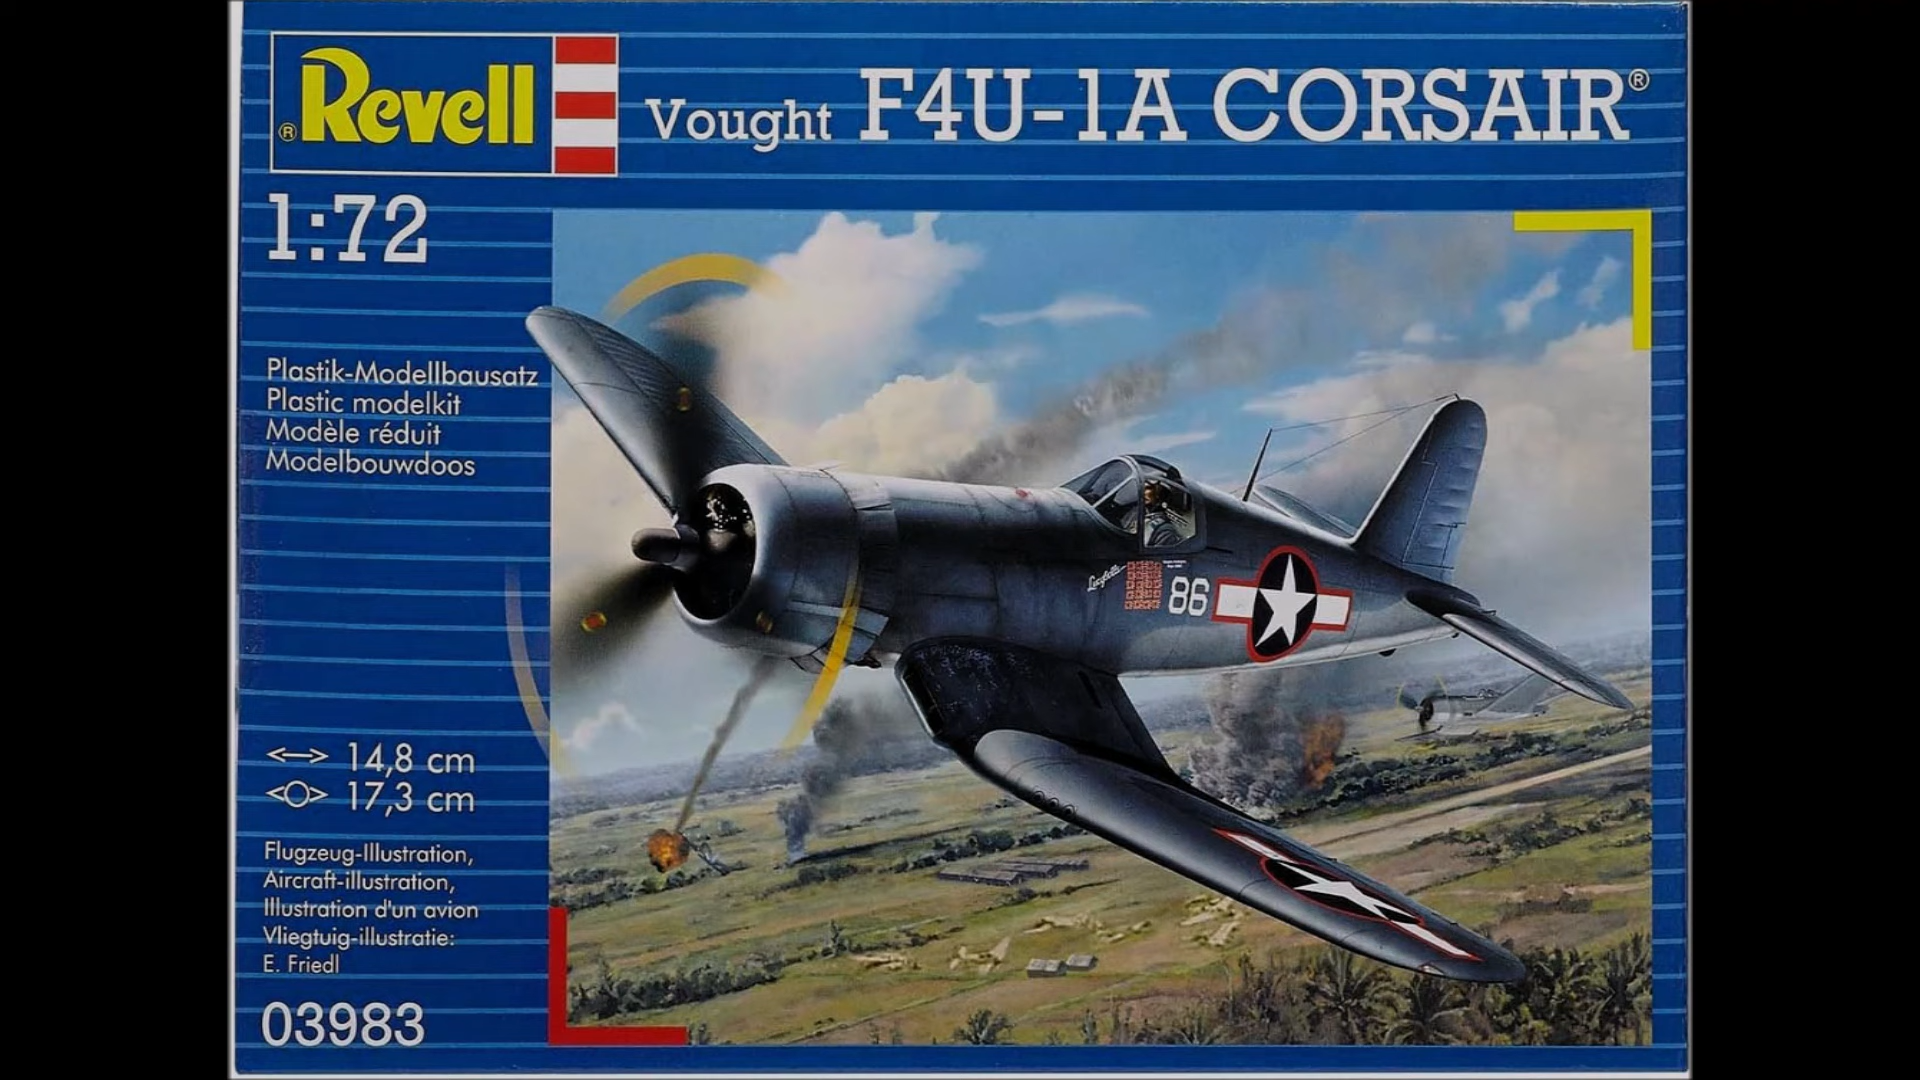 Revell®
Vought F4U-1A CORSAIR®
1:72
Plastik-Modellbausatz
Plastic modelkit
Modèle réduit
Modelbouwdoos
14,8 cm
17,3 cm
Flugzeug-Illustration,
Aircraft-illustration,
Illustration d'un avion
Vliegtuig-illustratie:
E. Friedl
03983
86